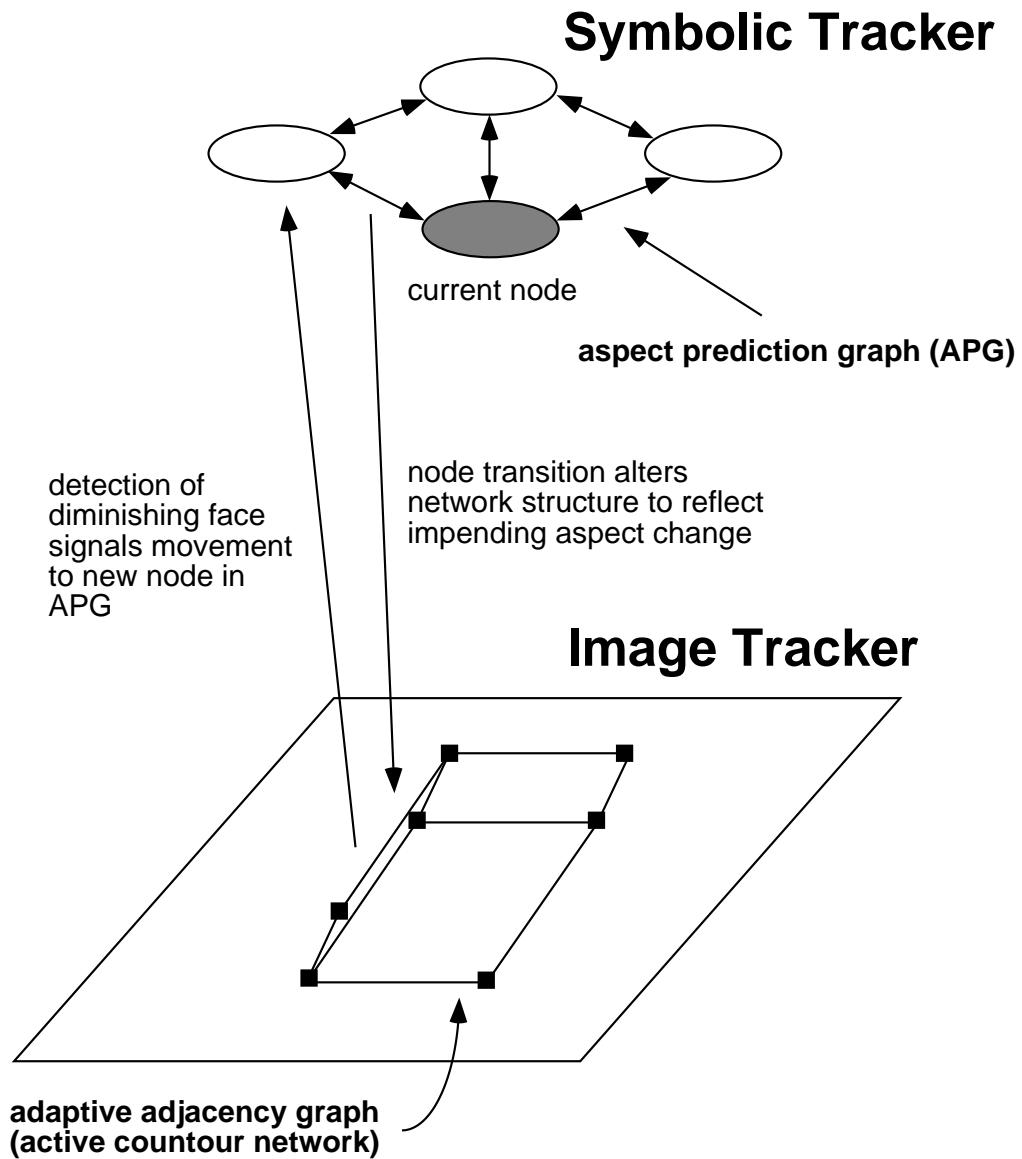 Symbolic Tracker
current node
aspect prediction graph (APG)
detection of
diminishing face
signals movement
to new node in
APG
node transition alters
network structure to reflect
impending aspect change
Image Tracker
adaptive adjacency graph
(active countour network)